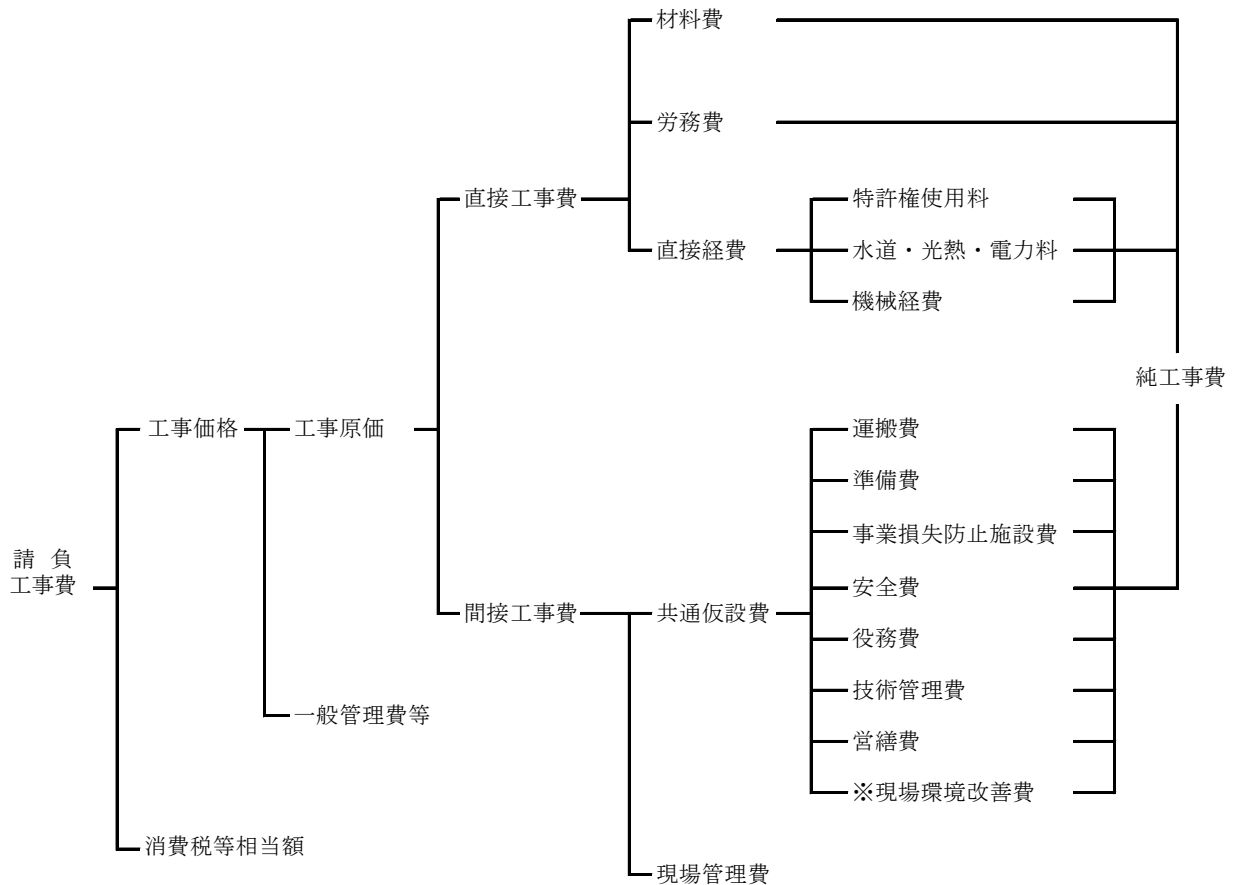 材料費
労務費
直接工事費
特許権使用料
直接経費
水道・光熱・電力料
機械経費
純工事費
工事価格
工事原価
運搬費
準備費
事業損失防止施設費
請 負
工事費
安全費
間接工事費
共通仮設費
役務費
技術管理費
一般管理費等
営繕費
※現場環境改善費
消費税等相当額
現場管理費